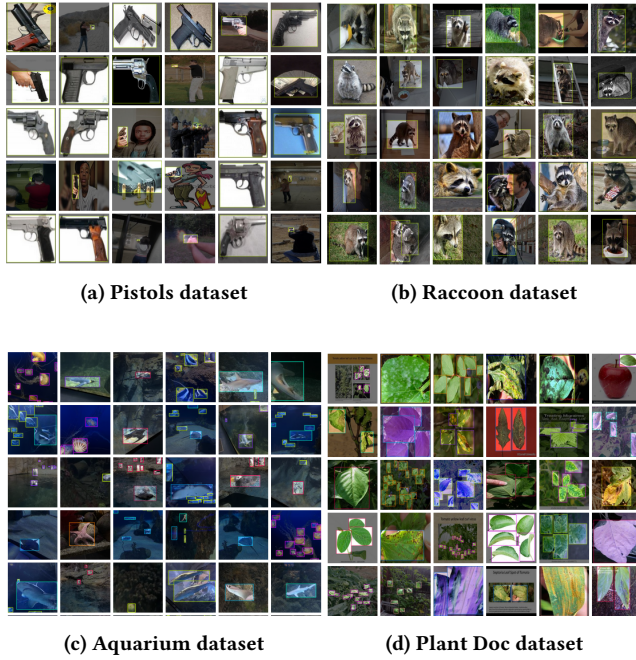 (a) Pistols dataset
(b) Raccoon dataset
(c) Aquarium dataset
(d) Plant Doc dataset